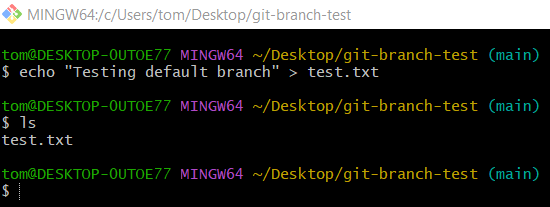 MINGW64:/c/Users/tom/Desktop/git-branch-test
tom@DESKTOP-OUTOE77 MINGW64 ~/Desktop/git-branch-test (main)
$ echo "Testing default branch" > test.txt
tom@DESKTOP-OUTOE77 MINGW64 ~/Desktop/git-branch-test (main)
$ ls
test.txt
tom@DESKTOP-OUTOE77 MINGW64 ~/Desktop/git-branch-test (main)
$